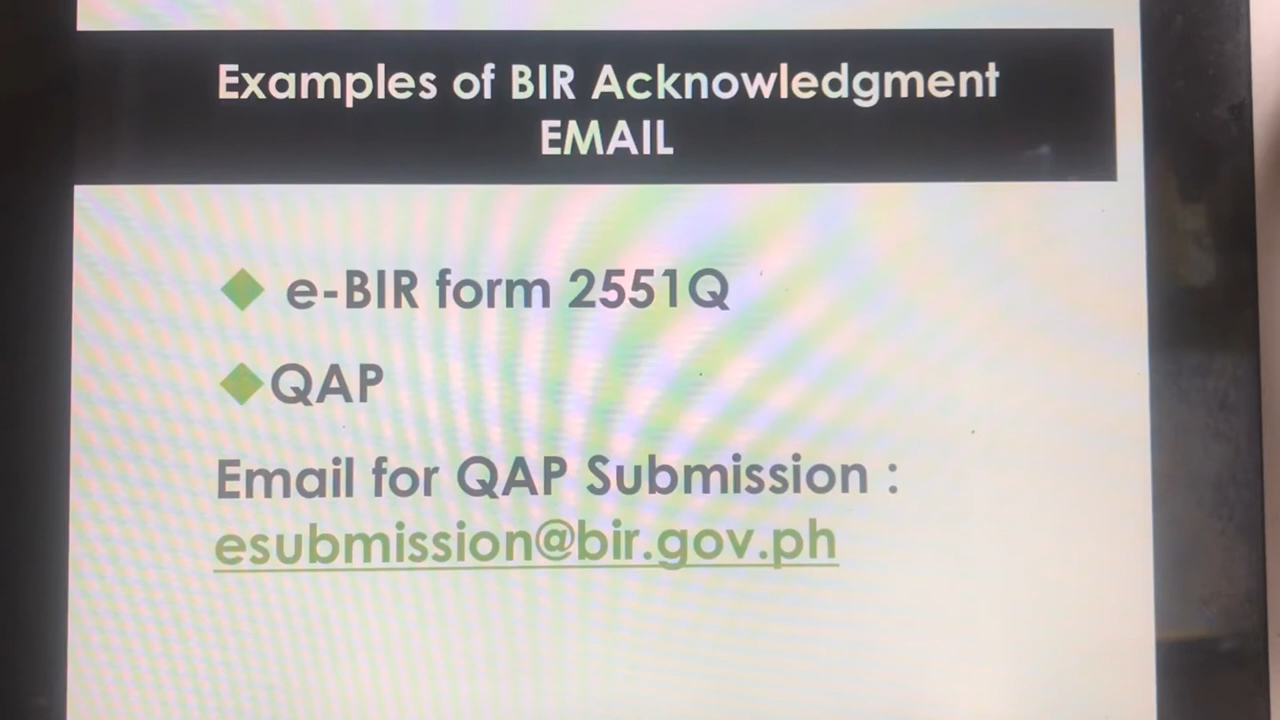 Examples of BIR Acknowledgment
EMAIL
e-BIR form 2551Q
QAP
Email for QAP Submission :
esubmission@bir.gov.ph